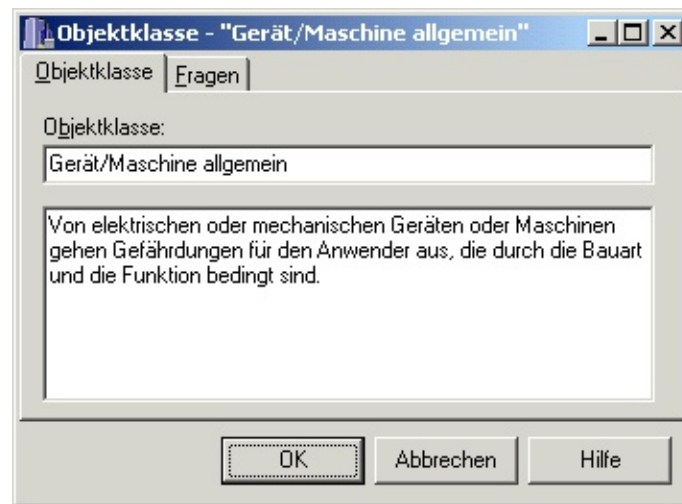 Objektklasse - "Gerät/Maschine allgemein"
Objektklasse Fragen
Objektklasse:
Gerät/Maschine allgemein
Von elektrischen oder mechanischen Geräten oder Maschinen
gehen Gefährdungen für den Anwender aus, die durch die Bauart
und die Funktion bedingt sind.
OK Abbrechen Hilfe